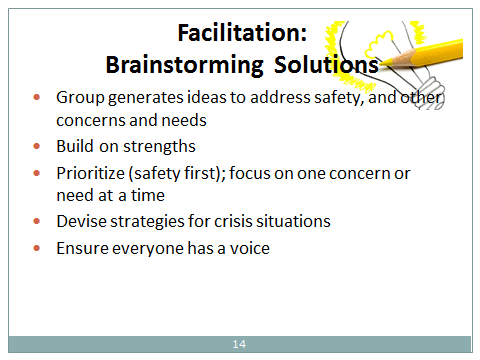 Facilitation:
Brainstorming Solutions
• Group generates ideas to address safety, and other
concerns and needs
• Build on strengths
• Prioritize (safety first); focus on one concern or
need at a time
• Devise strategies for crisis situations
• Ensure everyone has a voice
14